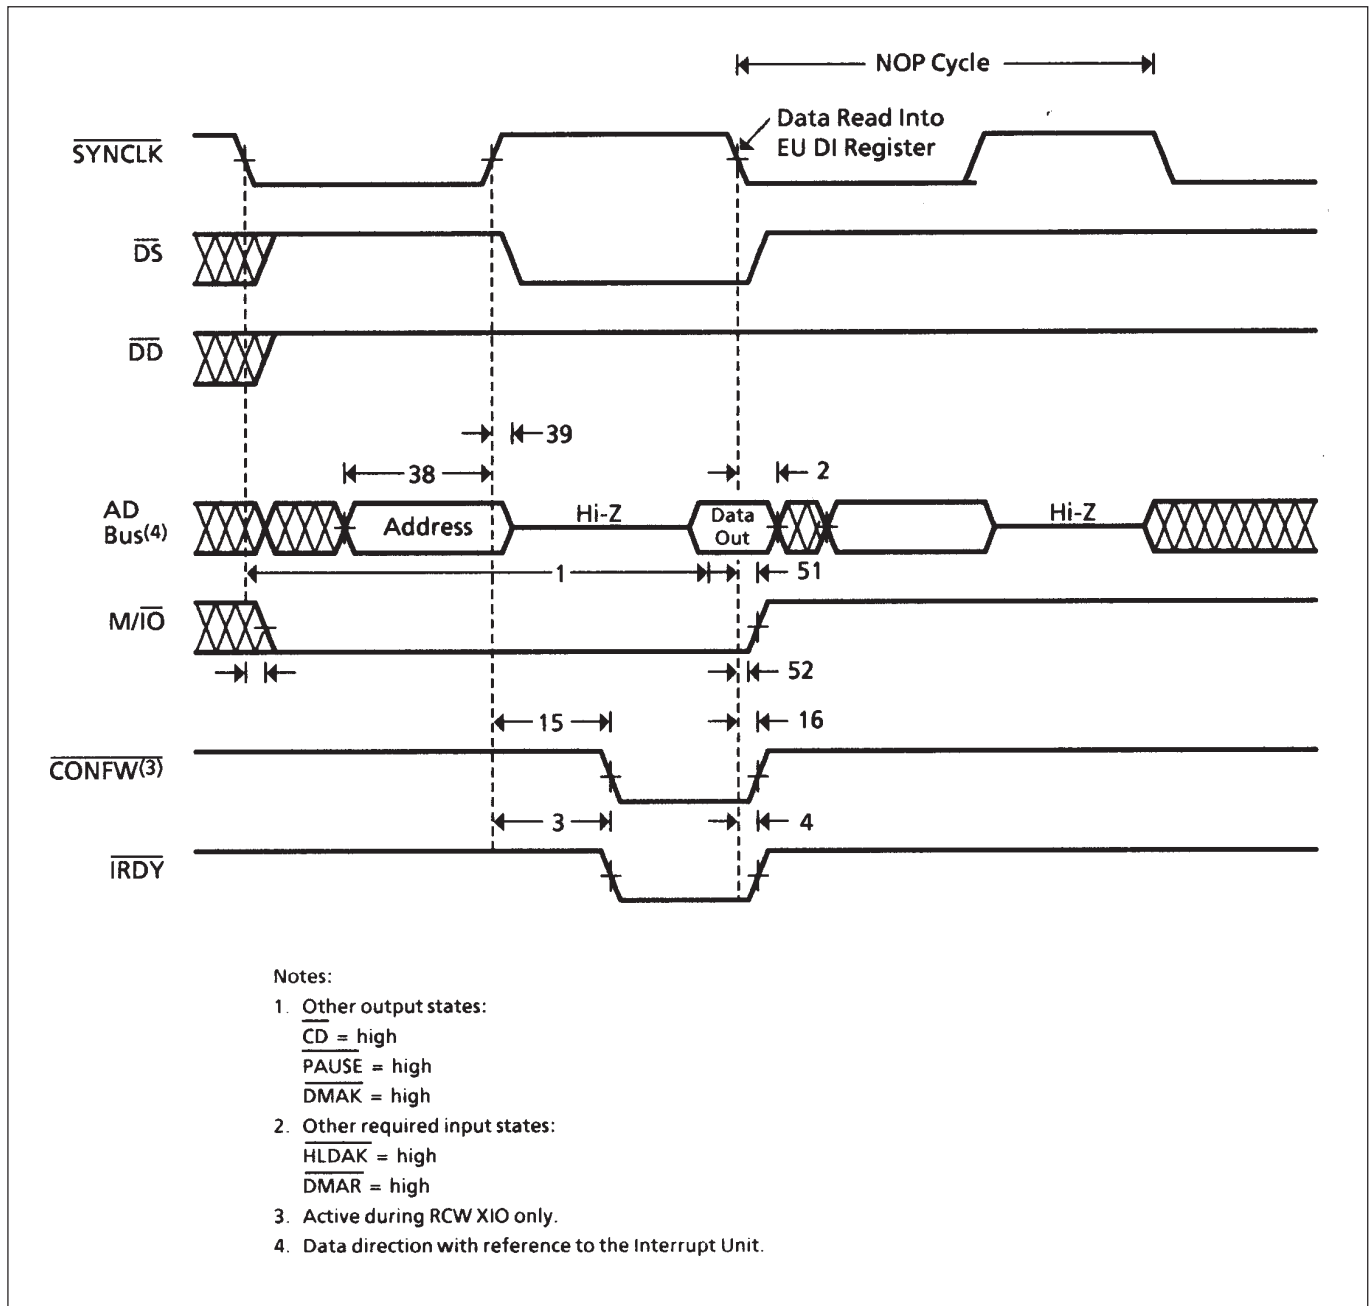 NOP Cycle
Data Read Into
EU DI Register
SYNCLK
DS
DD
39
38
2
AD
Bus(4)
Address
Hi-Z
Data
Out
Hi-Z
1
51
M/IO
52
15
16
CONFW(3)
3
4
IRDY
Notes:
1. Other output states:
CD = high
PAUSE = high
DMAK = high
2. Other required input states:
HLDAK = high
DMAR = high
3. Active during RCW XIO only.
4. Data direction with reference to the Interrupt Unit.